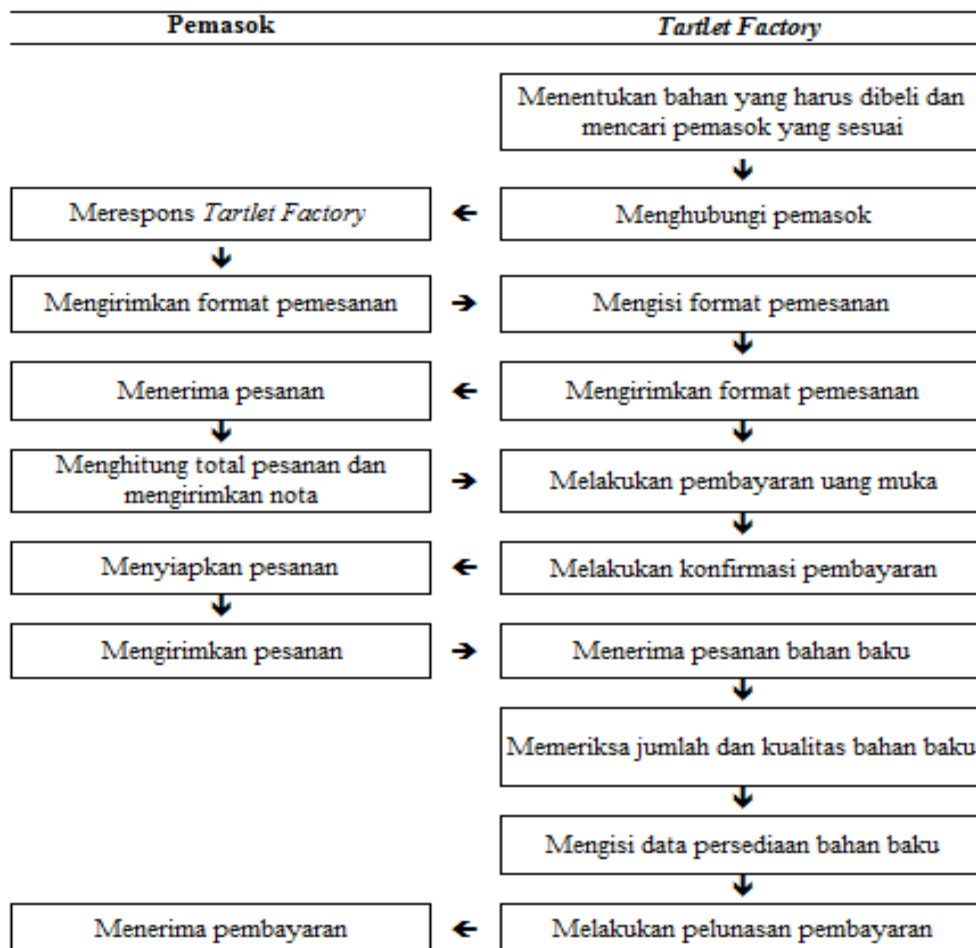 Pemasok
Tartlet Factory
Menentukan bahan yang harus dibeli dan
mencari pemasok yang sesuai
Merespons Tartlet Factory
Menghubungi pemasok
Mengirimkan format pemesanan
Mengisi format pemesanan
Menerima pesanan
Mengirimkan format pemesanan
Menghitung total pesanan dan
mengirimkan nota
Melakukan pembayaran uang muka
Menyiapkan pesanan
Melakukan konfirmasi pembayaran
Mengirimkan pesanan
Menerima pesanan bahan baku
Memeriksa jumlah dan kualitas bahan baku
Mengisi data persediaan bahan baku
Menerima pembayaran
Melakukan pelunasan pembayaran